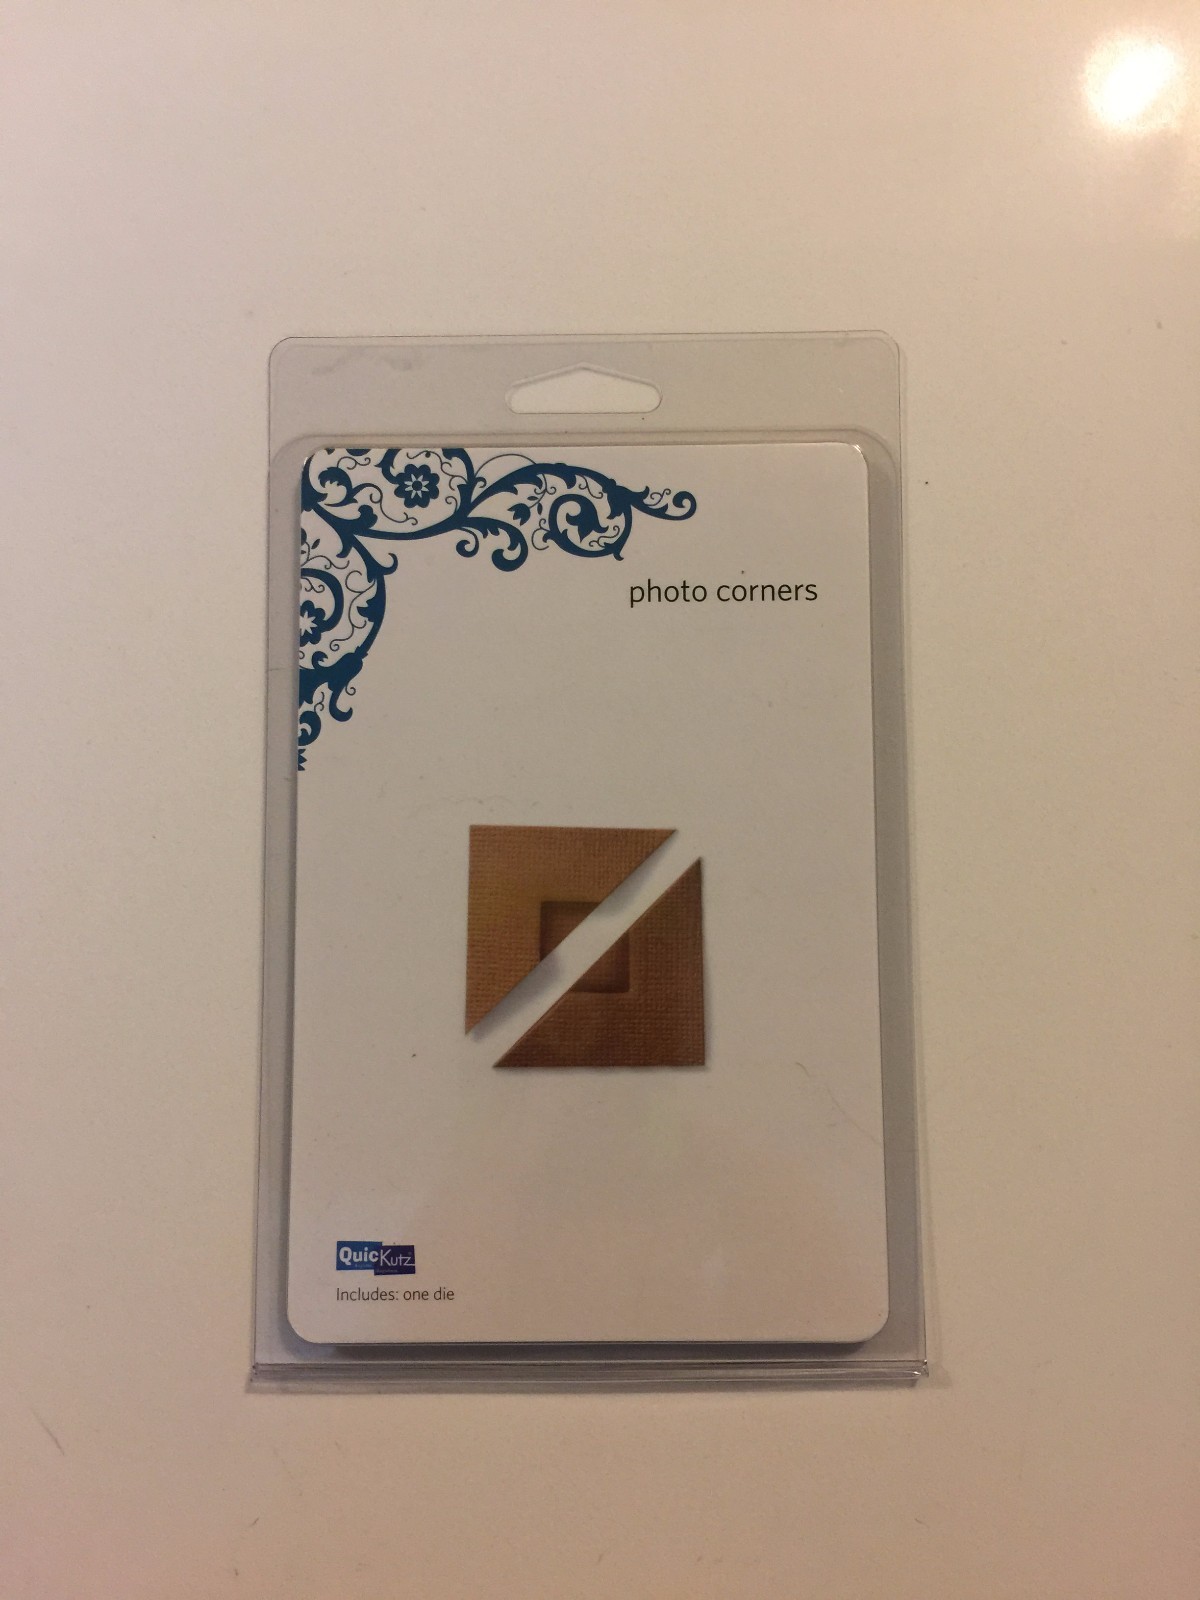 photo corners
QuicKutz
Includes: one die